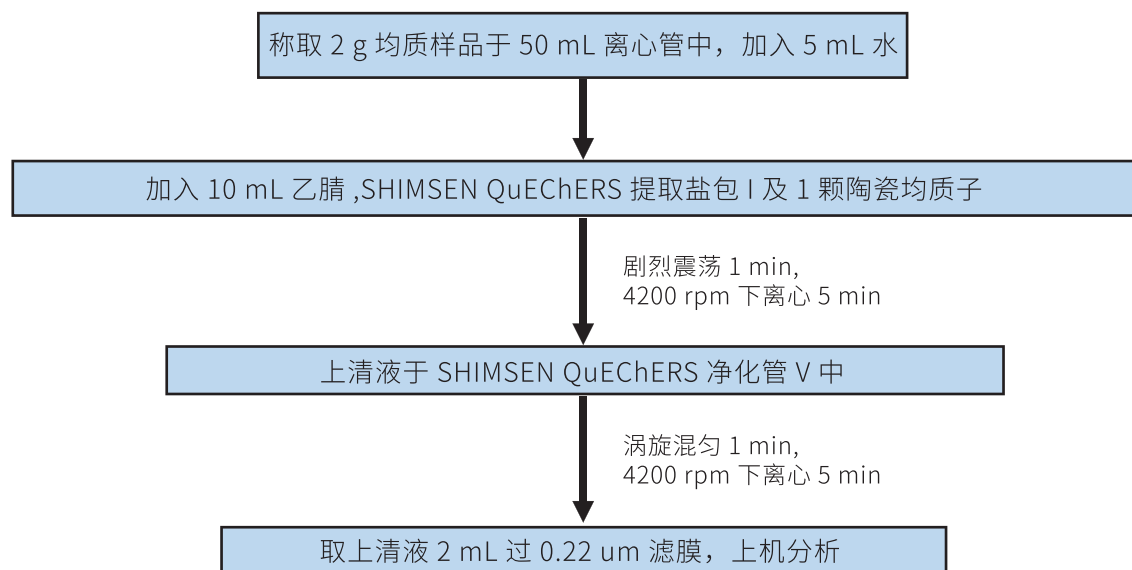 称取 2 g 均质样品于 50 mL 离心管中，加入 5 mL 水
加入 10 mL 乙腈 ,SHIMSEN QuEChERS 提取盐包 I 及 1 颗陶瓷均质子
剧烈震荡 1 min,
4200 rpm 下离心 5 min
上清液于 SHIMSEN QuEChERS 净化管 V 中
涡旋混匀 1 min,
4200 rpm 下离心 5 min
取上清液 2 mL 过 0.22 um 滤膜，上机分析